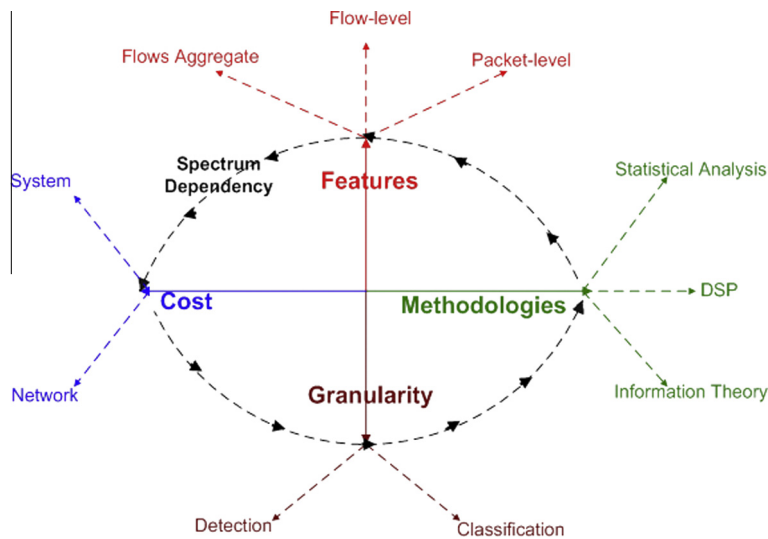 Flow-level
Flows Aggregate
Packet-level
Spectrum
Dependency
Features
System
Statistical Analysis
Cost
Methodologies
DSP
Granularity
Network
Information Theory
Detection
Classification